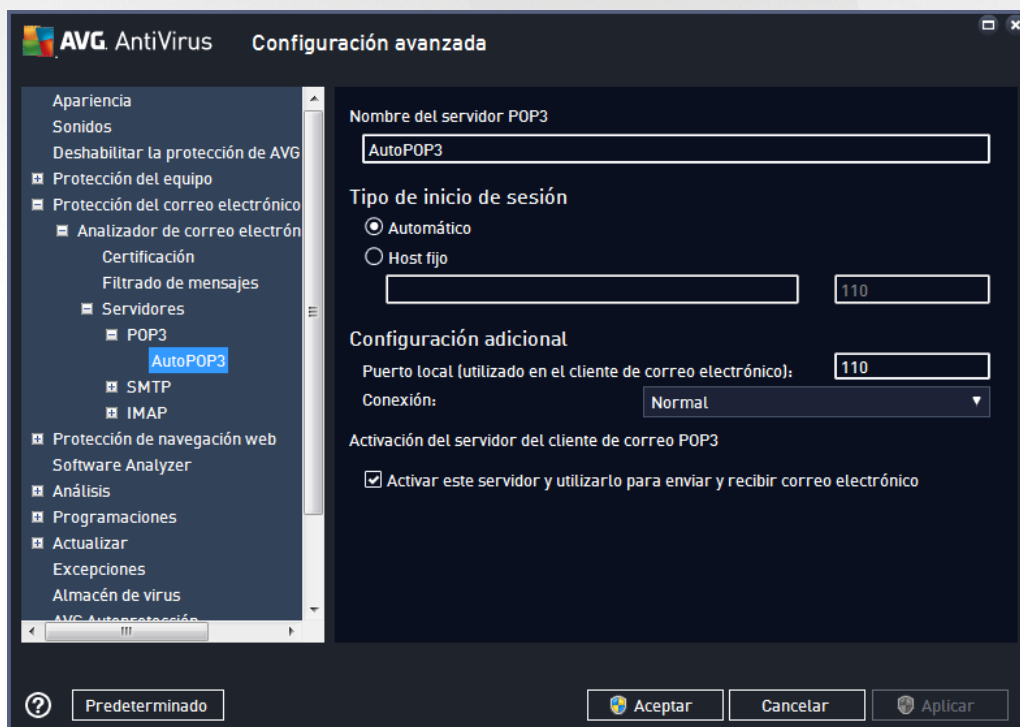 AVG. AntiVirus Configuración avanzada
Apariencia
Sonidos
Deshabilitar la protección de AVG
Protección del equipo
Protección del correo electrónico
Analizador de correo electrón
Certificación
Filtrado de mensajes
Servidores
POP3
AutoPOP3
SMTP
IMAP
Protección de navegación web
Software Analyzer
Análisis
Programaciones
Actualizar
Excepciones
Almacén de virus
AVG Autoprotección
Nombre del servidor POP3
AutoPOP3
Tipo de inicio de sesión
Automático
Host fijo
110
Configuración adicional
Puerto local (utilizado en el cliente de correo electrónico): 110
Conexión: Normal
Activación del servidor del cliente de correo POP3
Activar este servidor y utilizarlo para enviar y recibir correo electrónico
Predeterminado Aceptar Cancelar Aplicar